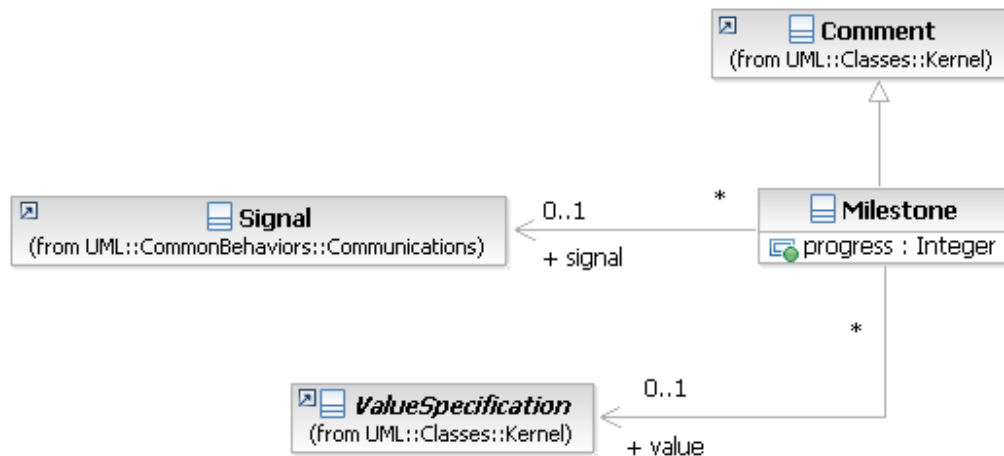 Comment
(from UML::Classes::Kernel)
Signal
(from UML::CommonBehaviors::Communications)
0..1
+ signal
*
Milestone
progress : Integer
*
ValueSpecification
(from UML::Classes::Kernel)
0..1
+ value